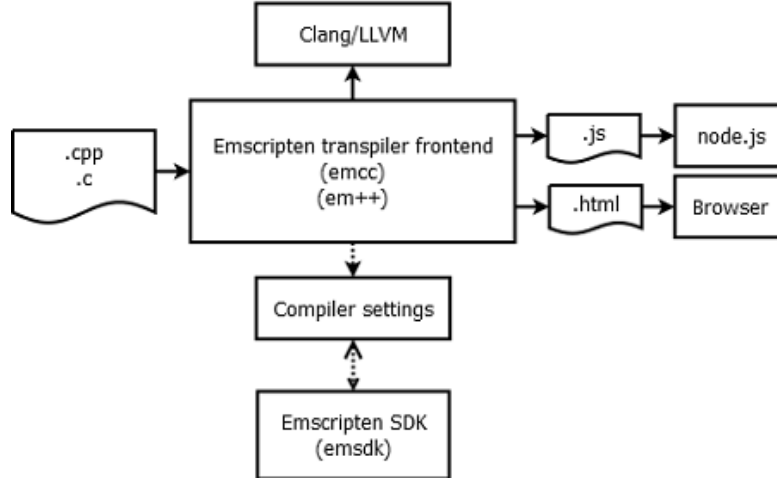 Clang/LLVM
.cpp
.c
Emscripten transpiler frontend
(emcc)
(em++)
.js
node.js
.html
Browser
Compiler settings
Emscripten SDK
(emsdk)